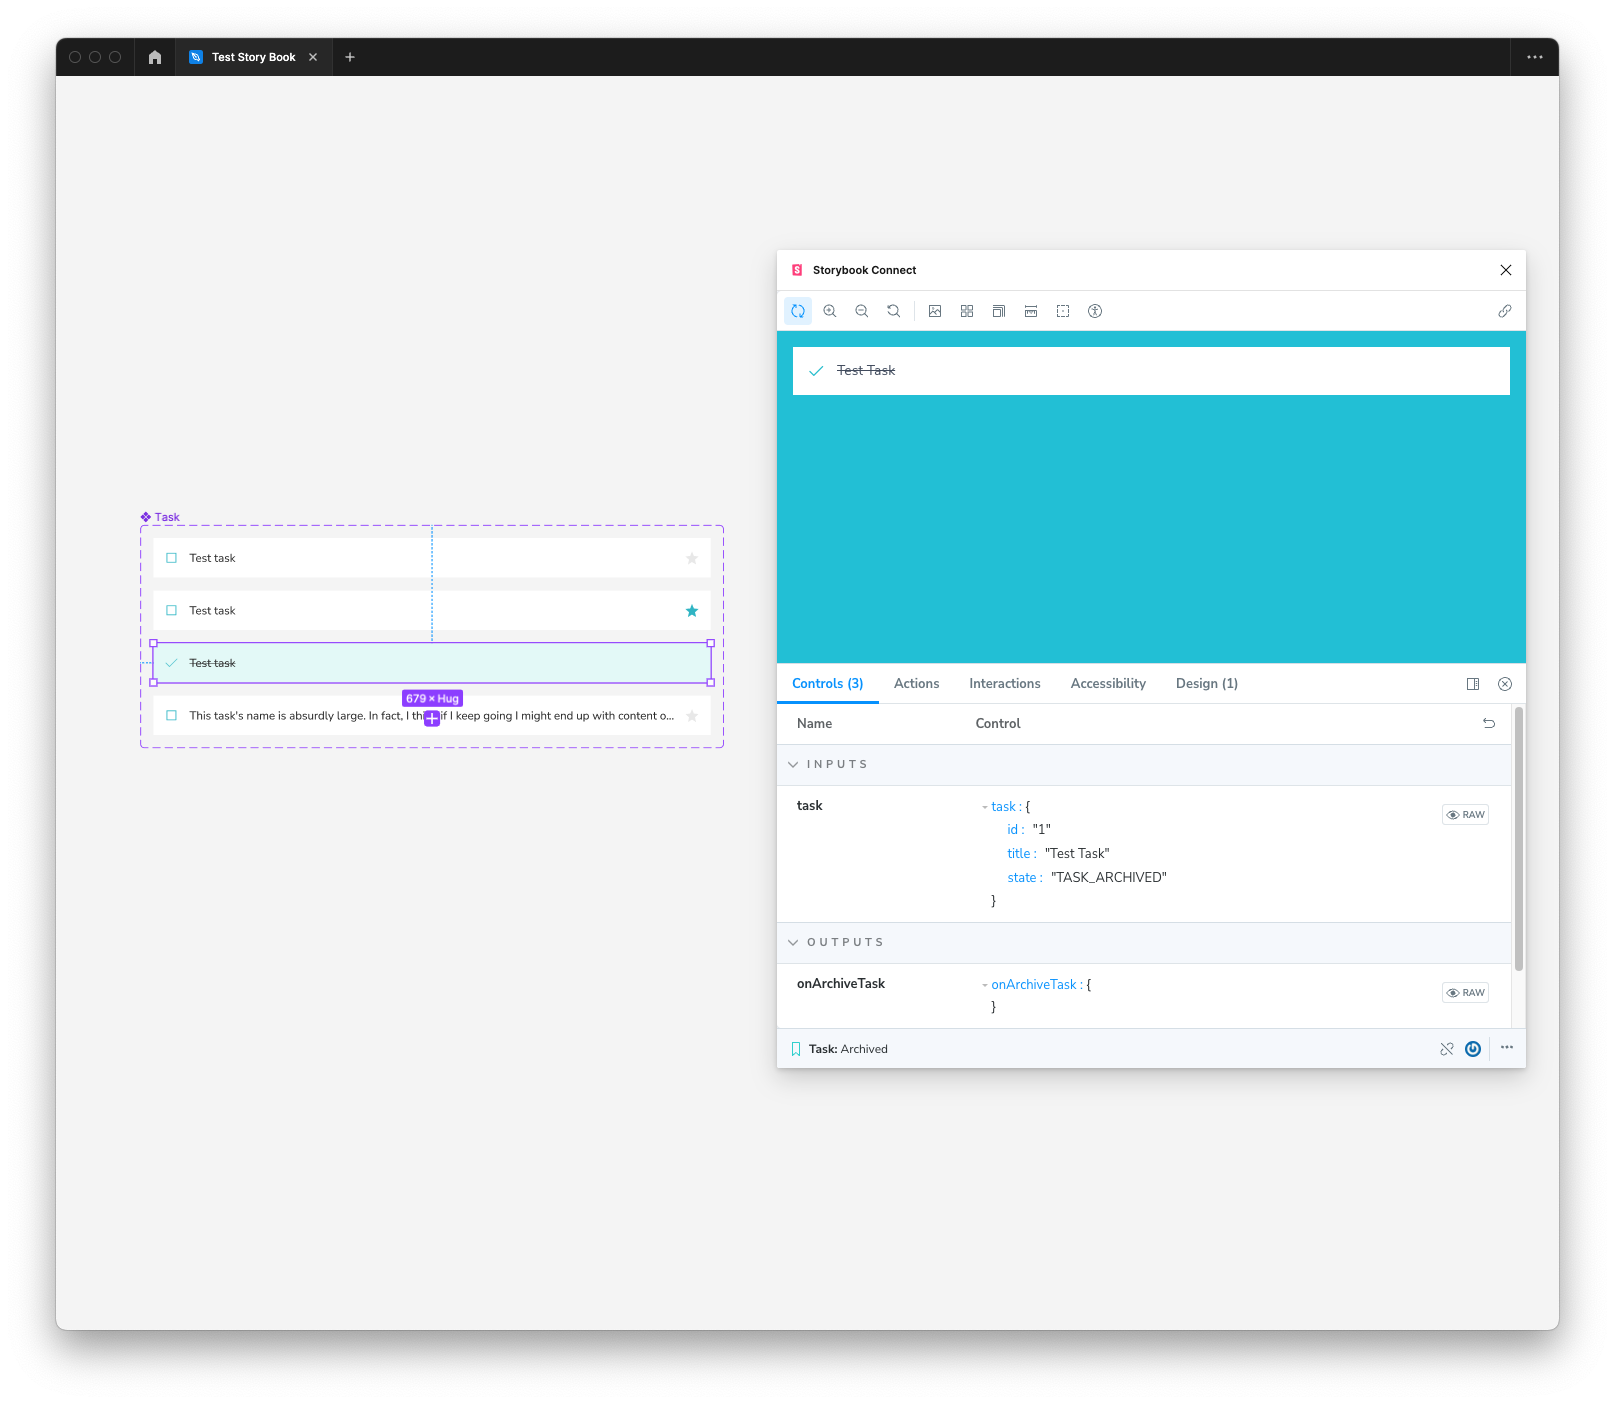 Test Story Book
Storybook Connect
Test Task
Task
Test task
Test task
Test task
679 × Hug
This task's name is absurdly large. In fact, I thi if I keep going I might end up with content o...
Controls (3) Actions Interactions Accessibility Design (1)
Name Control
INPUTS
task
task : {
id : "1"
title : "Test Task"
state : "TASK_ARCHIVED"
}
RAW
OUTPUTS
onArchiveTask
onArchiveTask : {
}
RAW
Task: Archived